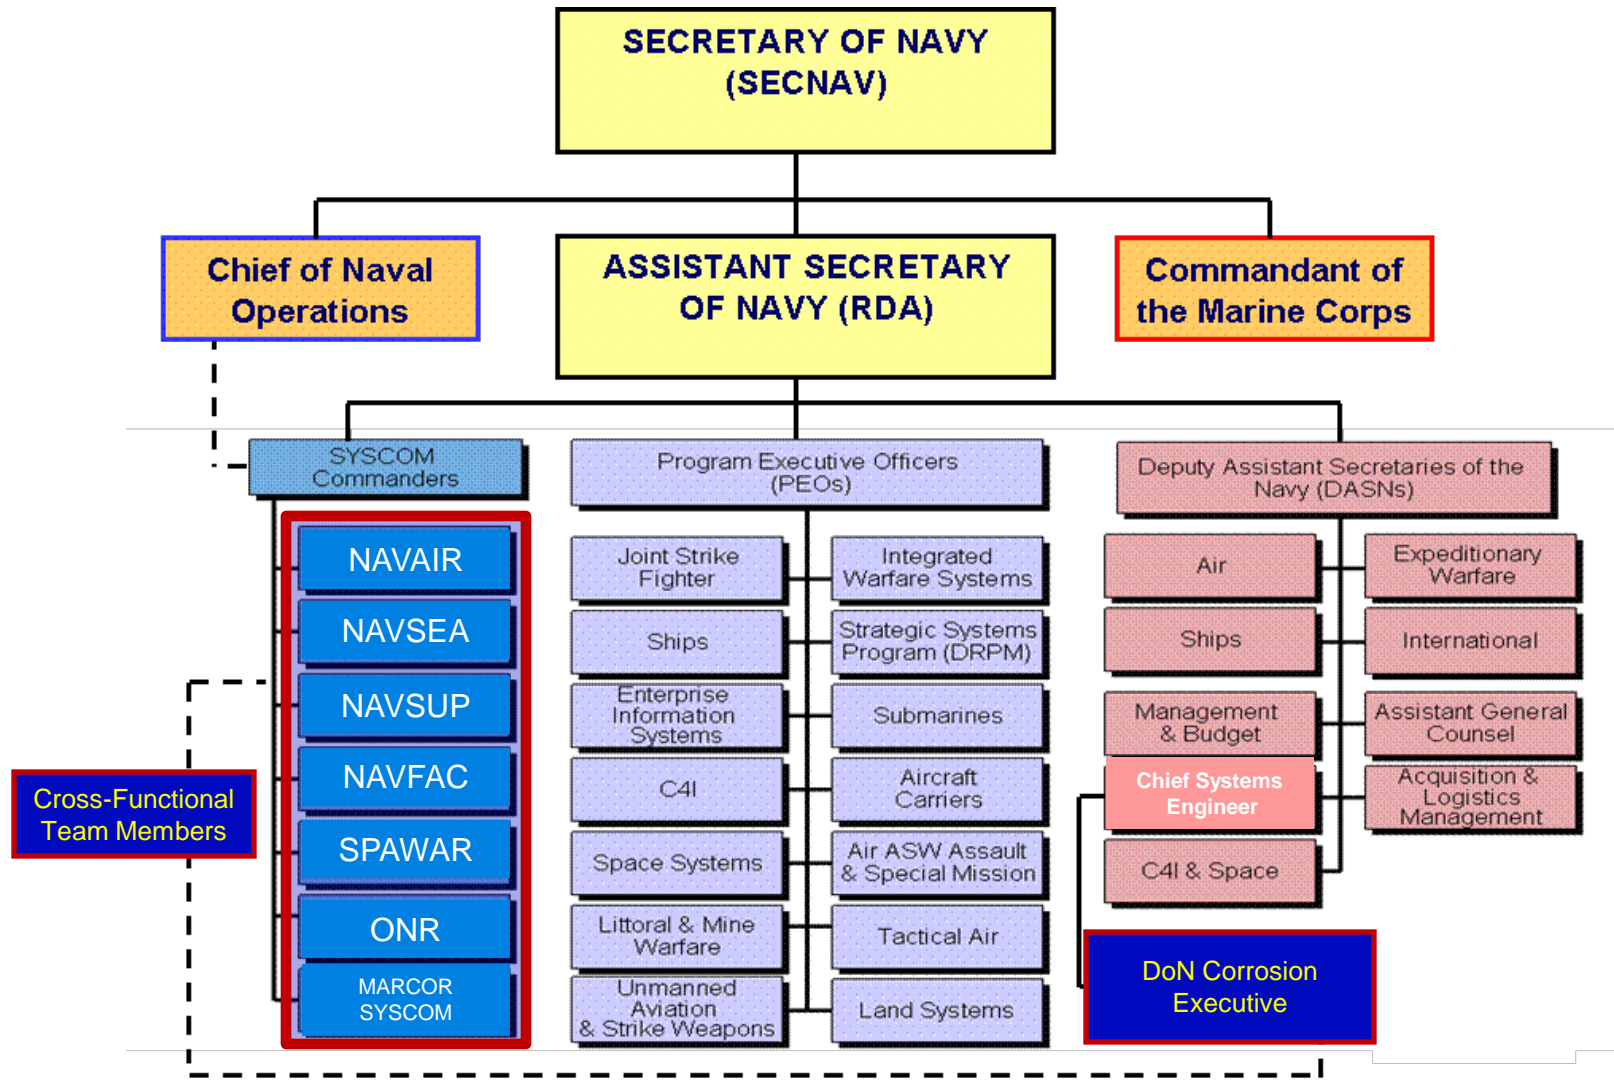 SECRETARY OF NAVY
(SECNAV)
Chief of Naval
Operations
ASSISTANT SECRETARY
OF NAVY (RDA)
Commandant of
the Marine Corps
SYSCOM
Commanders
NAVAIR
NAVSEA
NAVSUP
NAVFAC
SPAWAR
ONR
MARCOR
SYSCOM
Cross-Functional
Team Members
Program Executive Officers
(PEOs)
Joint Strike
Fighter
Integrated
Warfare Systems
Ships
Strategic Systems
Program (DRPM)
Enterprise
Information
Systems
Submarines
C4I
Aircraft
Carriers
Space Systems
Air ASW Assault
& Special Mission
Littoral & Mine
Warfare
Tactical Air
Unmanned
Aviation
& Strike Weapons
Land Systems
Deputy Assistant Secretaries of the
Navy (DASNs)
Air
Expeditionary
Warfare
Ships
International
Management
& Budget
Assistant General
Counsel
Chief Systems
Engineer
Acquisition &
Logistics
Management
C4I & Space
DoN Corrosion
Executive